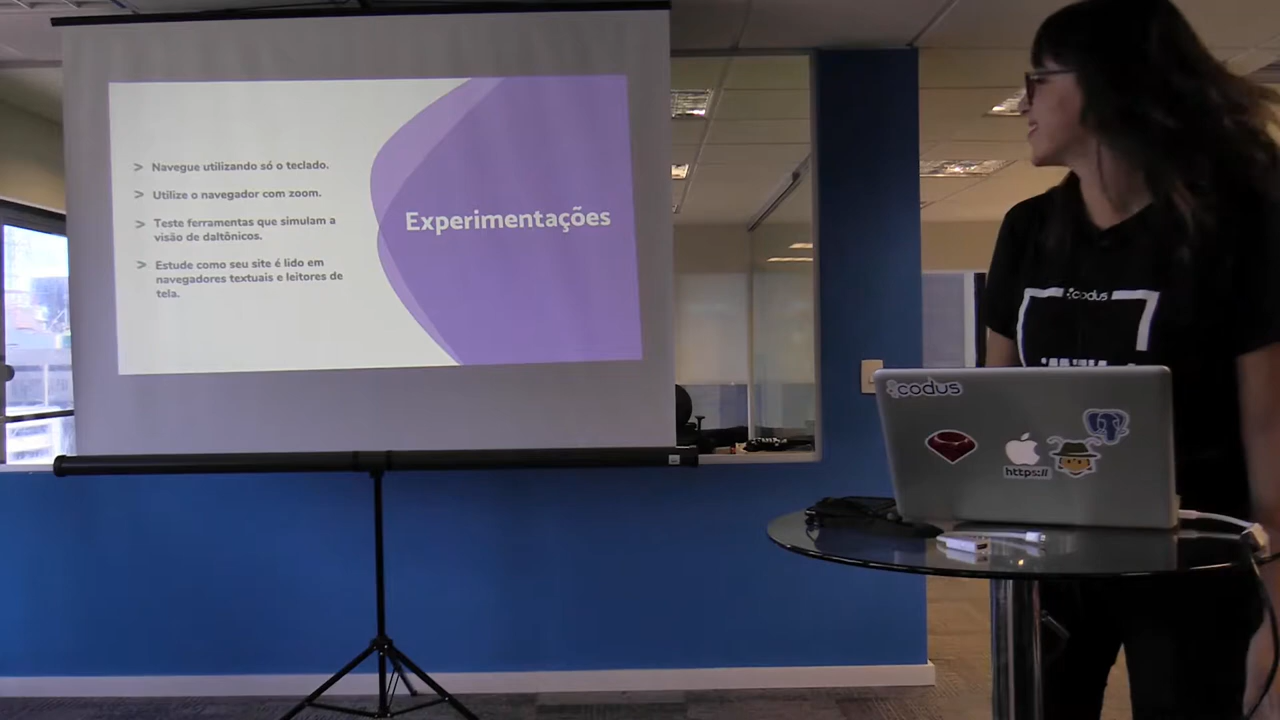 > Navegue utilizando só o teclado.
> Utilize o navegador com zoom.
> Teste ferramentas que simulam a
visão de daltônicos.
> Estude como seu site é lido em
navegadores textuais e leitores de
tela.
Experimentações
codus
codus
https://